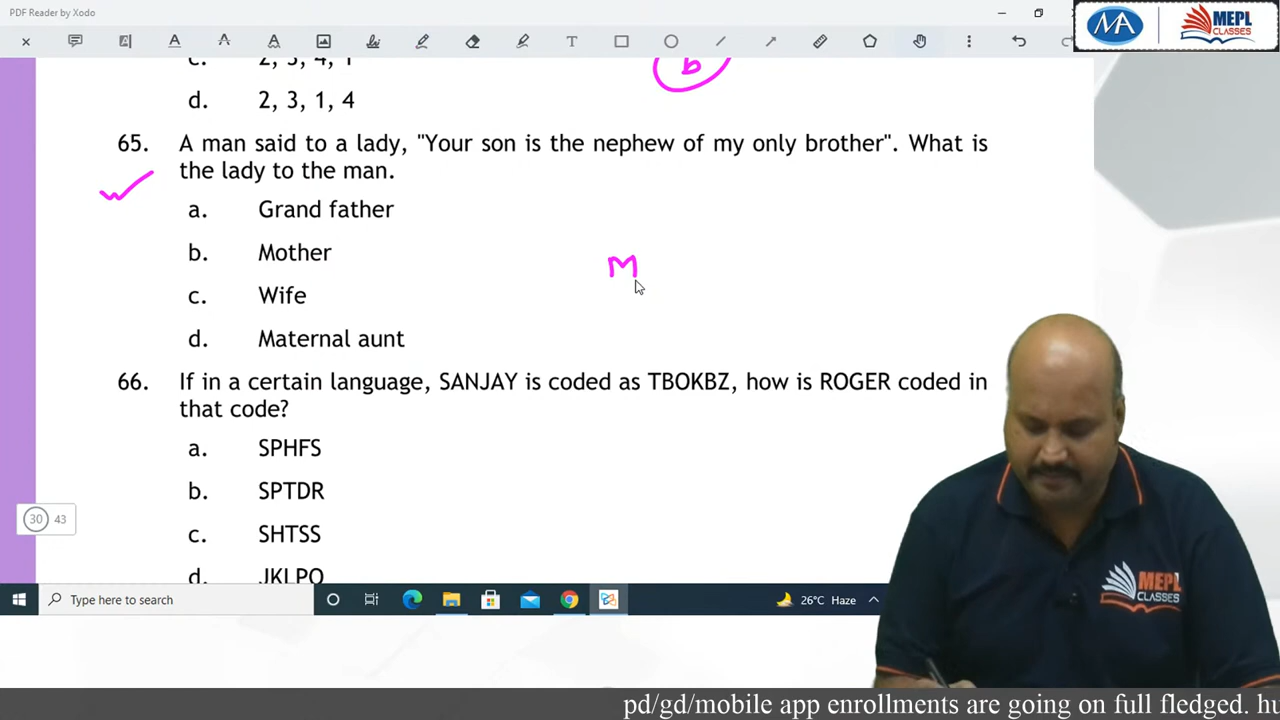 PDF Reader by Xodo
MA
MEPL
CLASSES
d. 2, 3, 1, 4
b
65. A man said to a lady, "Your son is the nephew of my only brother". What is
the lady to the man.
a. Grand father
b. Mother
c. Wife
d. Maternal aunt
M
66. If in a certain language, SANJAY is coded as TBOKBZ, how is ROGER coded in
that code?
a. SPHFS
b. SPTDR
c. SHTSS
d. JKLPQ
30 43
MEPL
CLASSES
Type here to search
26°C Haze
pd/gd/mobile app enrollments are going on full fledged. hu